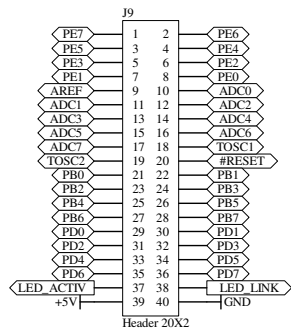 J9
PE7 1 2 PE6
PE5 3 4 PE4
PE3 5 6 PE2
PE1 7 8 PE0
AREF 9 10 ADC0
ADC1 11 12 ADC2
ADC3 13 14 ADC4
ADC5 15 16 ADC6
ADC7 17 18 TOSC1
TOSC2 19 20 #RESET
PB0 21 22 PB1
PB2 23 24 PB3
PB4 25 26 PB5
PB6 27 28 PB7
PD0 29 30 PD1
PD2 31 32 PD3
PD4 33 34 PD5
PD6 35 36 PD7
LED_ACTIV 37 38 LED_LINK
+5V 39 40 GND
Header 20X2